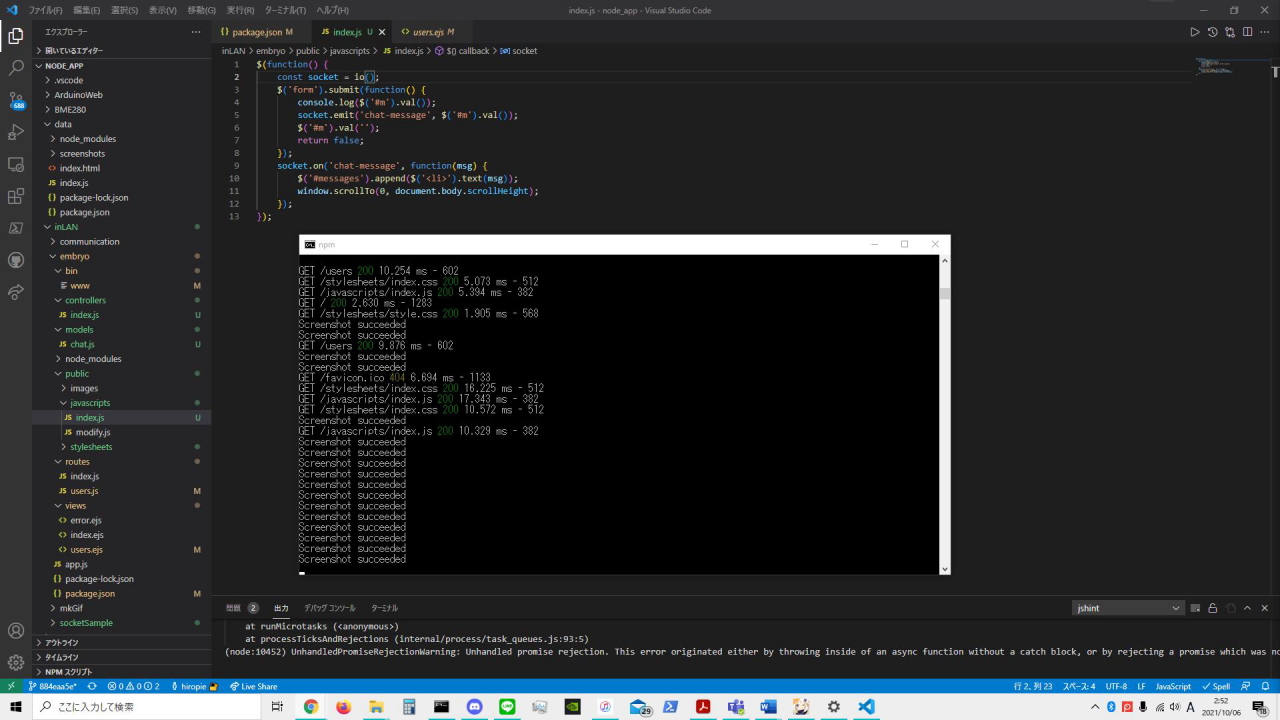 ファイル(F) 編集(E) 選択(S) 表示(V) 移動(G) 実行(R) ターミナル(T) ヘルプ(H)
index.js - node_app - Visual Studio Code
エクスプローラー
package.json M
index.js U
users.ejs M
開いているエディター
inLAN > embryo > public > javascripts > JS index.js > $() callback > socket
NODE_APP
.vscode
ArduinoWeb
BME280
data
node_modules
screenshots
index.html
JS index.js
package-lock.json
package.json
inLAN
communication
embryo
bin
www M
controllers
JS index.js U
models
JS chat.js U
node_modules
public
images
javascripts
JS index.js U
JS modify.js
stylesheets
routes
JS index.js
JS users.js M
views
error.ejs
index.ejs
users.ejs M
JS app.js
package-lock.json
package.json M
mkGif
socketSample
アウトライン
タイムライン
NPM スクリプト
688
1 $(function() {
2 const socket = io();
3 $('form').submit(function() {
4 console.log($('#m').val());
5 socket.emit('chat-message', $('#m').val());
6 $('#m').val('');
7 return false;
8 });
9 socket.on('chat-message', function(msg) {
10 $('#messages').append($('<li>').text(msg));
11 window.scrollTo(0, document.body.scrollHeight);
12 });
13 });
npm
GET /users 200 10.254 ms - 602
GET /stylesheets/index.css 200 5.073 ms - 512
GET /javascripts/index.js 200 5.394 ms - 382
GET / 200 2.630 ms - 1283
GET /stylesheets/style.css 200 1.905 ms - 568
Screenshot succeeded
Screenshot succeeded
GET /users 200 9.876 ms - 602
Screenshot succeeded
Screenshot succeeded
GET /favicon.ico 404 6.694 ms - 1133
GET /stylesheets/index.css 200 16.225 ms - 512
GET /javascripts/index.js 200 17.343 ms - 382
GET /stylesheets/index.css 200 10.572 ms - 512
Screenshot succeeded
GET /javascripts/index.js 200 10.329 ms - 382
Screenshot succeeded
Screenshot succeeded
Screenshot succeeded
Screenshot succeeded
Screenshot succeeded
Screenshot succeeded
Screenshot succeeded
Screenshot succeeded
Screenshot succeeded
Screenshot succeeded
Screenshot succeeded
Screenshot succeeded
問題 2 出力 デバッグ コンソール ターミナル
jshint
at runMicrotasks (<anonymous>)
at processTicksAndRejections (internal/process/task_queues.js:93:5)
(node:10452) UnhandledPromiseRejectionWarning: Unhandled promise rejection. This error originated either by throwing inside of an async function without a catch block, or by rejecting a promise which was no
884eaa5e* 0 0 2 hiropie Live Share
行 2、列 23 スペース: 4 UTF-8 LF JavaScript Spell
ここに入力して検索
29
A
2:52
2021/10/06
18